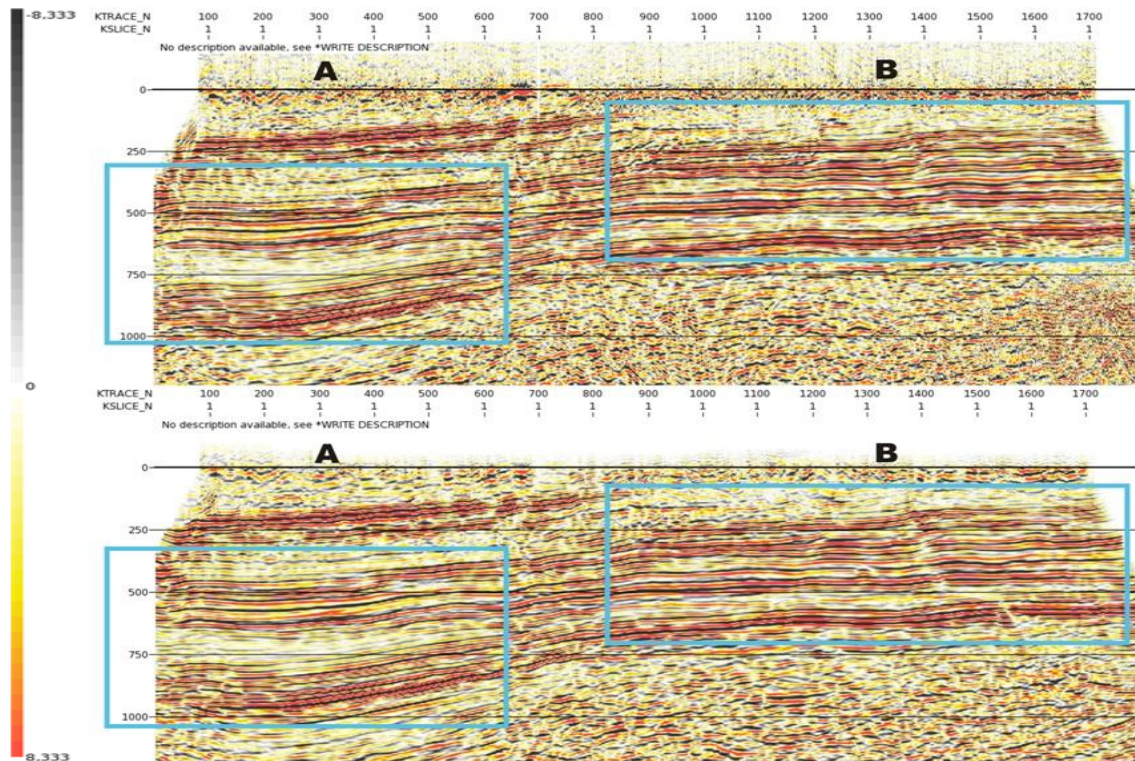 -8,333
KTRACE_N 100 200 300 400 500 600 700 800 900 1000 1100 1200 1300 1400 1500 1600 1700
KSLICE_N 1 1 1 1 1 1 1 1 1 1 1 1 1 1 1 1 1
No description available, see *WRITE DESCRIPTION
A B
0
250
500
750
1000
0
KTRACE_N 100 200 300 400 500 600 700 800 900 1000 1100 1200 1300 1400 1500 1600 1700
KSLICE_N 1 1 1 1 1 1 1 1 1 1 1 1 1 1 1 1 1
No description available, see *WRITE DESCRIPTION
A B
0
250
500
750
1000
8,333